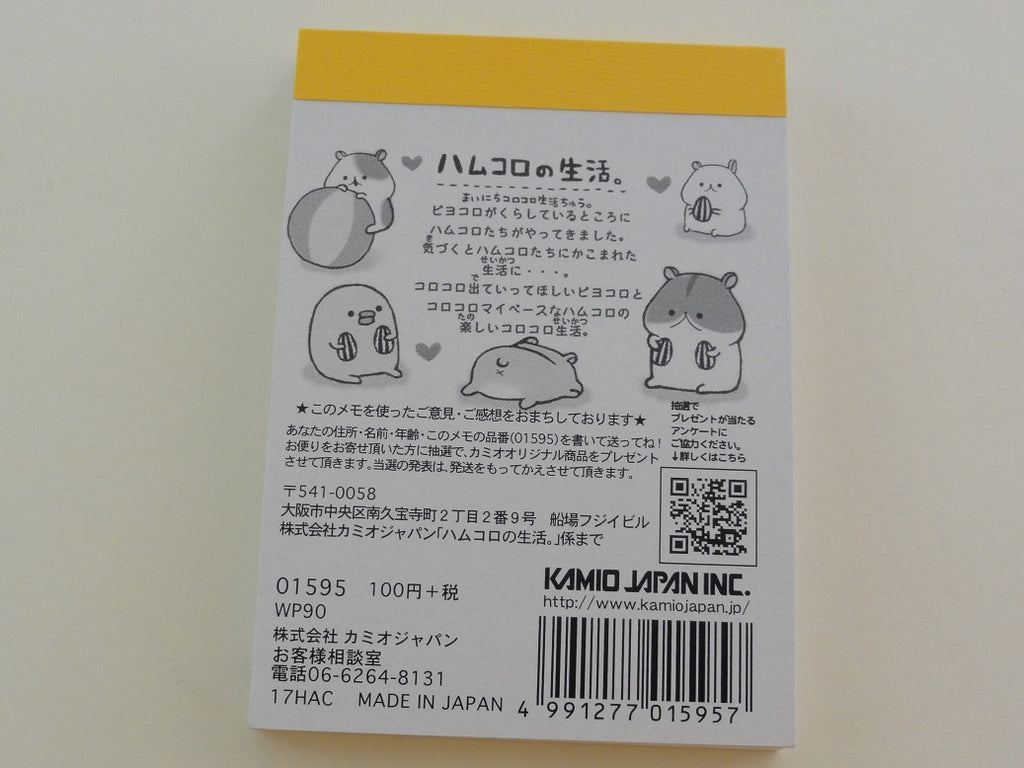 ハムコロの生活。
まいにちコロコロ生活ちゅう。
ピヨコロがくらしているところに
ハムコロたちがやってきました。
気づくとハムコロたちにかこまれた
生活に・・・。
コロコロ出ていってほしいピヨコロと
コロコロマイペースなハムコロの
楽しいコロコロ生活。
★このメモを使ったご意見・ご感想をおまちしております★
あなたの住所・名前・年齢・このメモの品番(01595)を書いて送ってね!
お便りをお寄せ頂いた方に抽選で、カミオオリジナル商品をプレゼント
させて頂きます。当選の発表は、発送をもってかえさせて頂きます。
抽選で
プレゼントが当たる
アンケートに
ご協力ください。
↓詳しくはこちら
〒541-0058
大阪市中央区南久宝寺町2丁目2番9号 船場フジイビル
株式会社カミオジャパン「ハムコロの生活。」係まで
KAMIO JAPAN INC.
http://www.kamiojapan.jp/
01595 100円+税
WP90
株式会社 カミオジャパン
お客様相談室
電話06-6264-8131
17HAC MADE IN JAPAN
4 991277 015957